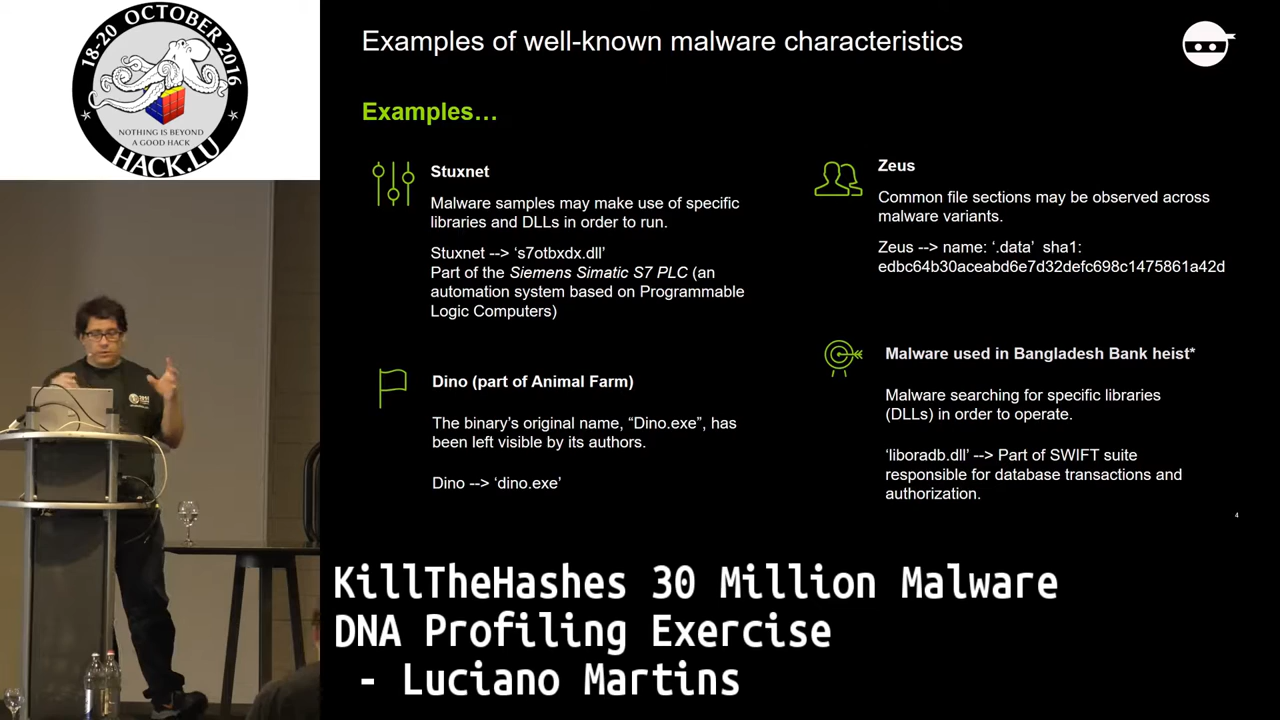 18-20 OCTOBER 2016
NOTHING IS BEYOND
A GOOD HACK
HACK.LU
Examples of well-known malware characteristics
Examples…
Stuxnet
Malware samples may make use of specific
libraries and DLLs in order to run.
Stuxnet --> ‘s7otbxdx.dll’
Part of the Siemens Simatic S7 PLC (an
automation system based on Programmable
Logic Computers)
Zeus
Common file sections may be observed across
malware variants.
Zeus --> name: ‘.data’ sha1:
edbc64b30aceabd6e7d32defc698c1475861a42d
Dino (part of Animal Farm)
The binary’s original name, “Dino.exe”, has
been left visible by its authors.
Dino --> ‘dino.exe’
Malware used in Bangladesh Bank heist*
Malware searching for specific libraries
(DLLs) in order to operate.
‘liboradb.dll’ --> Part of SWIFT suite
responsible for database transactions and
authorization.
4
KillTheHashes 30 Million Malware
DNA Profiling Exercise
- Luciano Martins